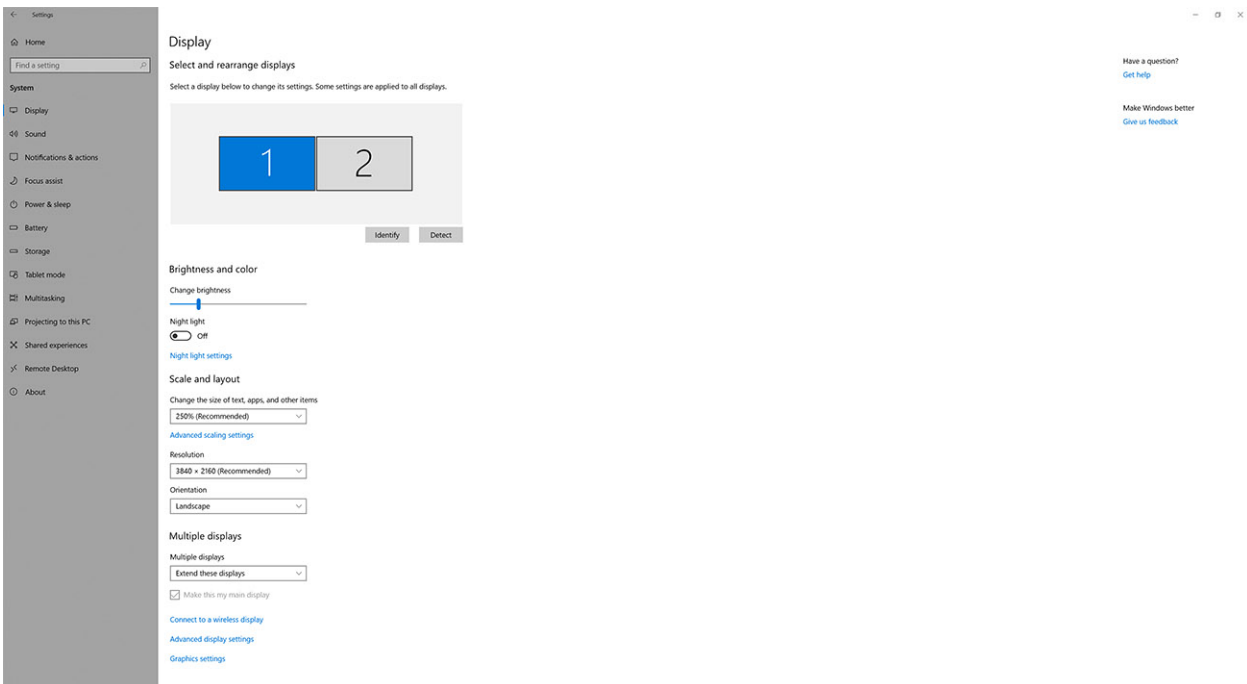 Settings
Home
Find a setting
System
Display
Sound
Notifications & actions
Focus assist
Power & sleep
Battery
Storage
Tablet mode
Multitasking
Projecting to this PC
Shared experiences
Remote Desktop
About
Display
Select and rearrange displays
Select a display below to change its settings. Some settings are applied to all displays.
1 2
Identify Detect
Brightness and color
Change brightness
Night light
Off
Night light settings
Scale and layout
Change the size of text, apps, and other items
250% (Recommended)
Advanced scaling settings
Resolution
3840 × 2160 (Recommended)
Orientation
Landscape
Multiple displays
Multiple displays
Extend these displays
Make this my main display
Connect to a wireless display
Advanced display settings
Graphics settings
Have a question?
Get help
Make Windows better
Give us feedback